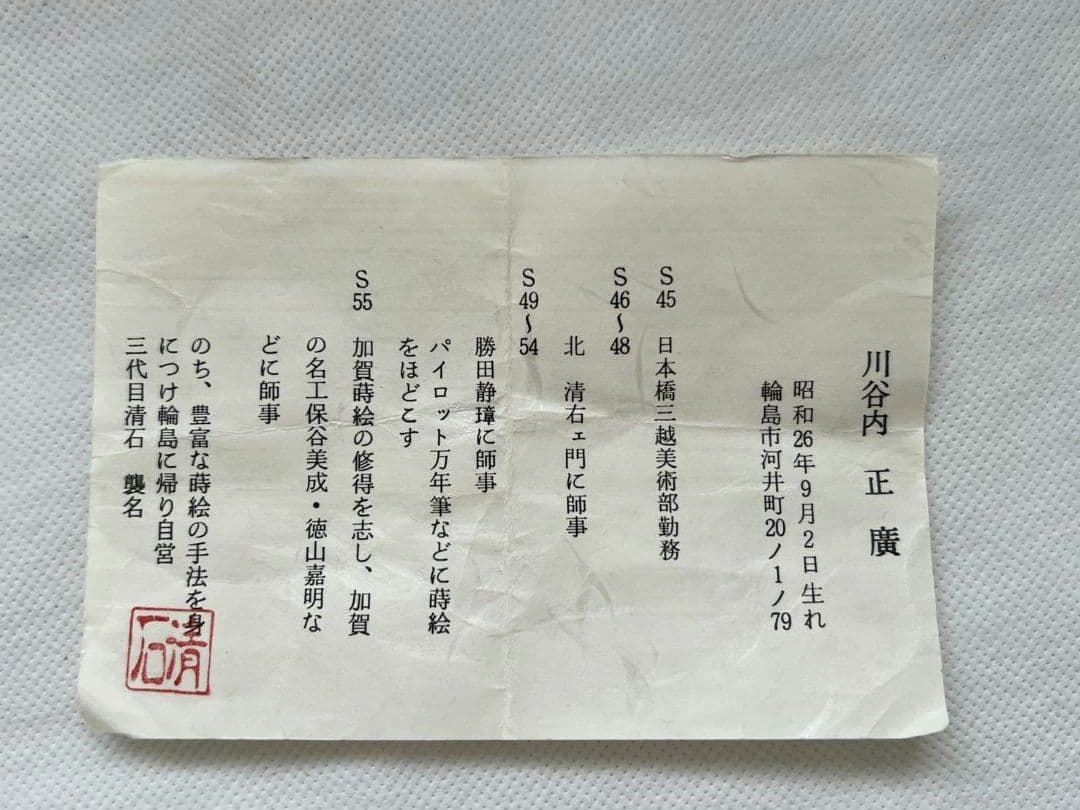 川谷内 正 廣
昭和26年9月2日生れ
輪島市河井町20ノ1ノ79
S45 日本橋三越美術部勤務
S46〜48
北 清右ェ門に師事
S49〜54
勝田静璋に師事
パイロット万年筆などに蒔絵
をほどこす
S55 加賀蒔絵の修得を志し、加賀
の名工保谷美成・徳山嘉明な
どに師事
のち、豊富な蒔絵の手法を身
につけ輪島に帰り自営
三代目清石 襲名
清石